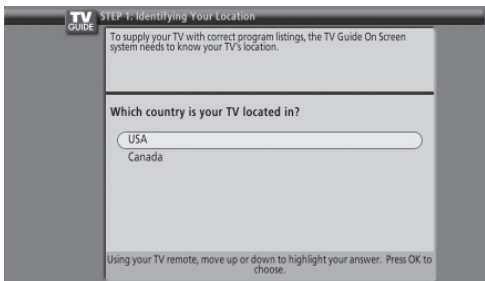 TV
GUIDE
STEP 1: Identifying Your Location
To supply your TV with correct program listings, the TV Guide On Screen
system needs to know your TV's location.
Which country is your TV located in?
USA
Canada
Using your TV remote, move up or down to highlight your answer. Press OK to
choose.